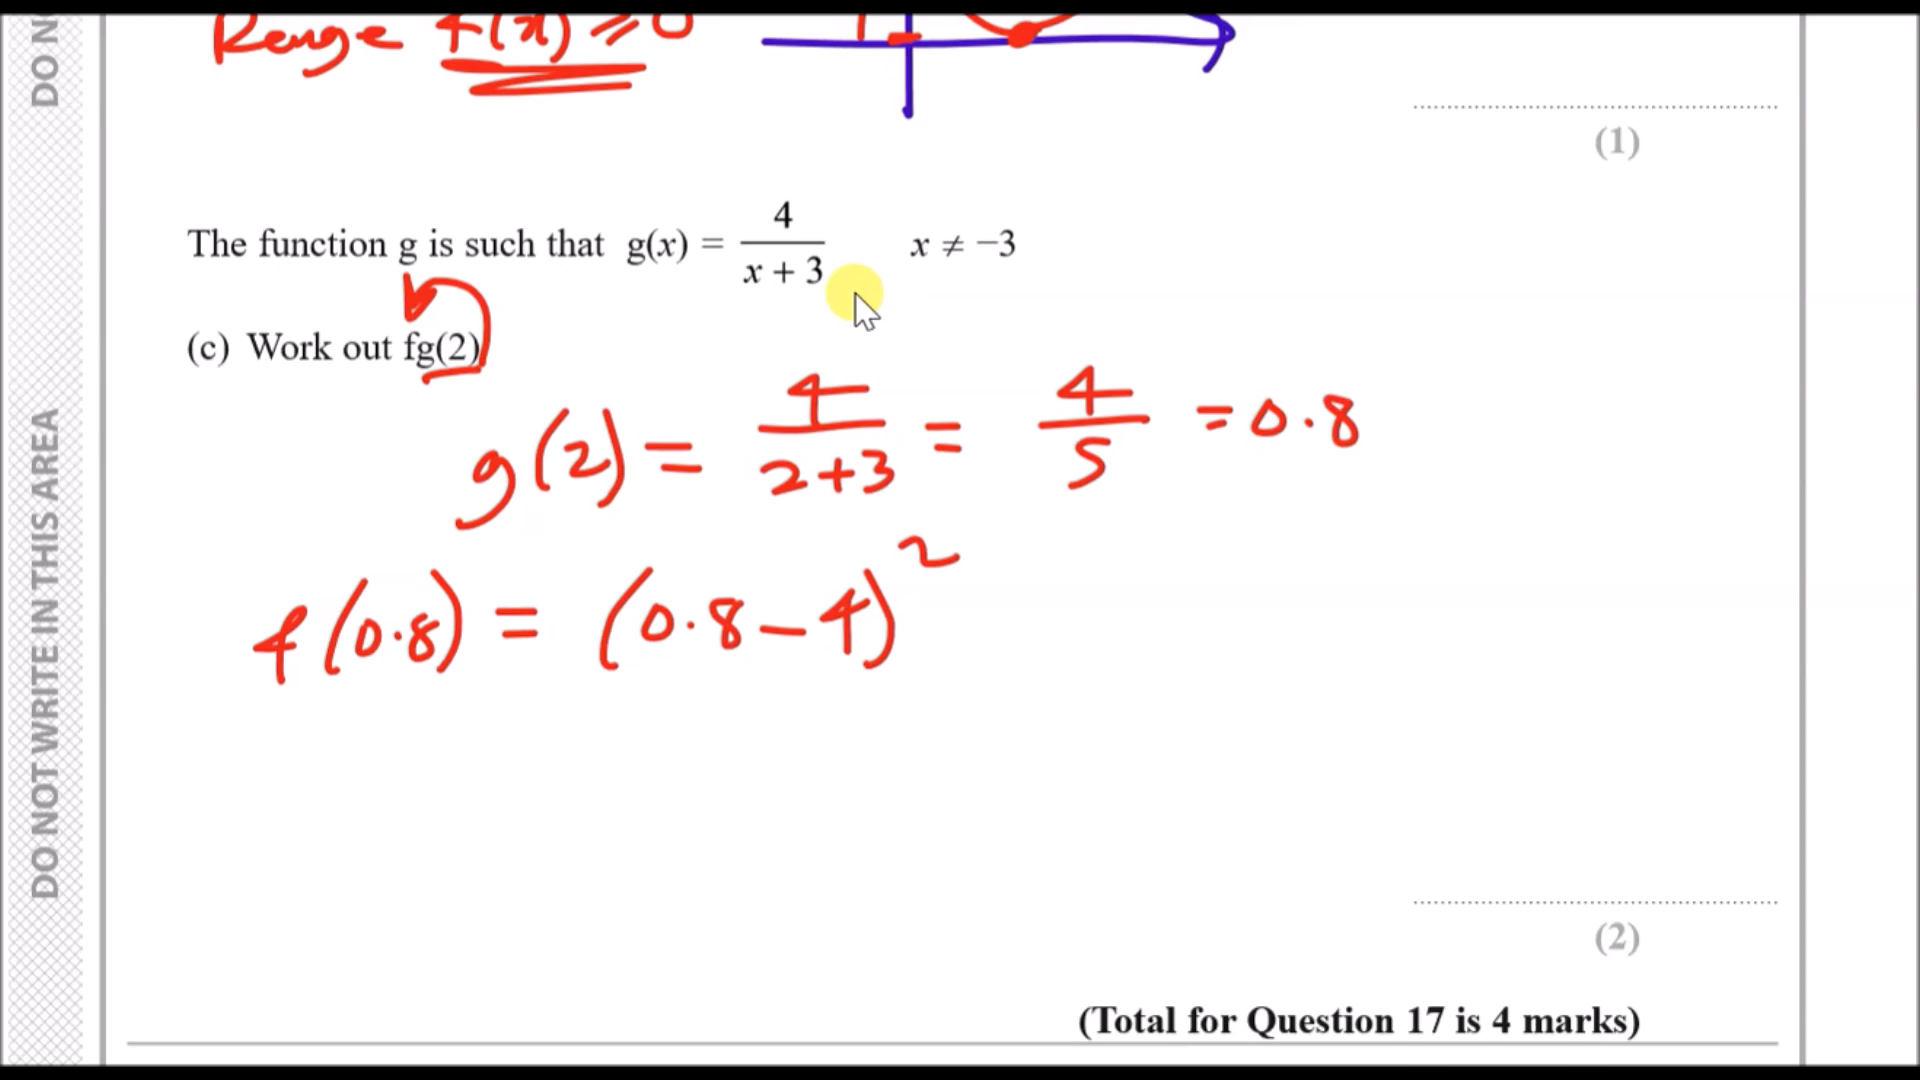 DO N
Range f(x) ≥ 0
(1)
The function g is such that g(x) = 4 / (x + 3)   x ≠ −3
(c) Work out fg(2)
g(2) = 4 / (2+3) = 4 / 5 = 0.8
f(0.8) = (0.8 − 4)²
DO NOT WRITE IN THIS AREA
(2)
(Total for Question 17 is 4 marks)